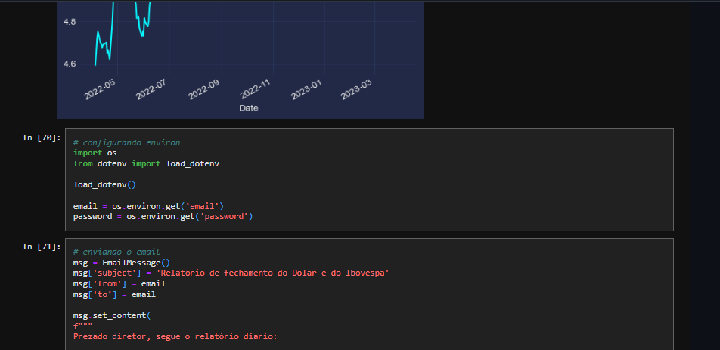 4.8
4.6
2022-05
2022-07
2022-09
2022-11
2023-01
2023-03
Date
In [70]:
# configurando environ
import os
from dotenv import load_dotenv
load_dotenv()
email = os.environ.get('email')
password = os.environ.get('password')
In [71]:
# enviando o email
msg = EmailMessage()
msg['subject'] = 'Relatório de fechamento do Dolar e do Ibovespa'
msg['from'] = email
msg['to'] = email
msg.set_content(
f"""
Prezado diretor, segue o relatório diário: